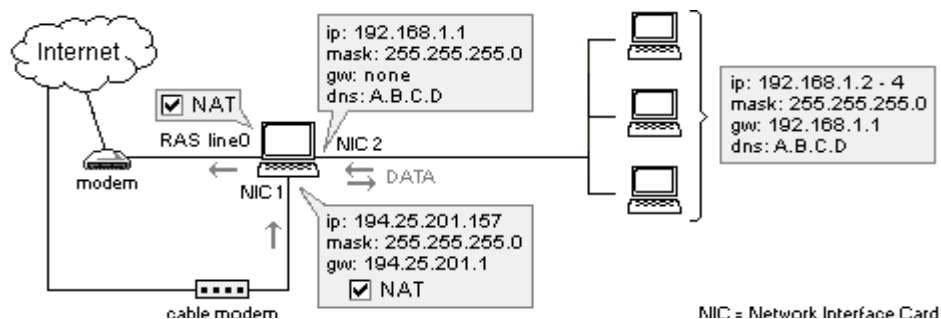 Internet
ip: 192.168.1.1
mask: 255.255.255.0
gw: none
dns: A.B.C.D
NAT
RAS line0
NIC 2
modem
NIC 1
DATA
ip: 192.168.1.2 - 4
mask: 255.255.255.0
gw: 192.168.1.1
dns: A.B.C.D
ip: 194.25.201.157
mask: 255.255.255.0
gw: 194.25.201.1
NAT
cable modem
NIC = Network Interface Card